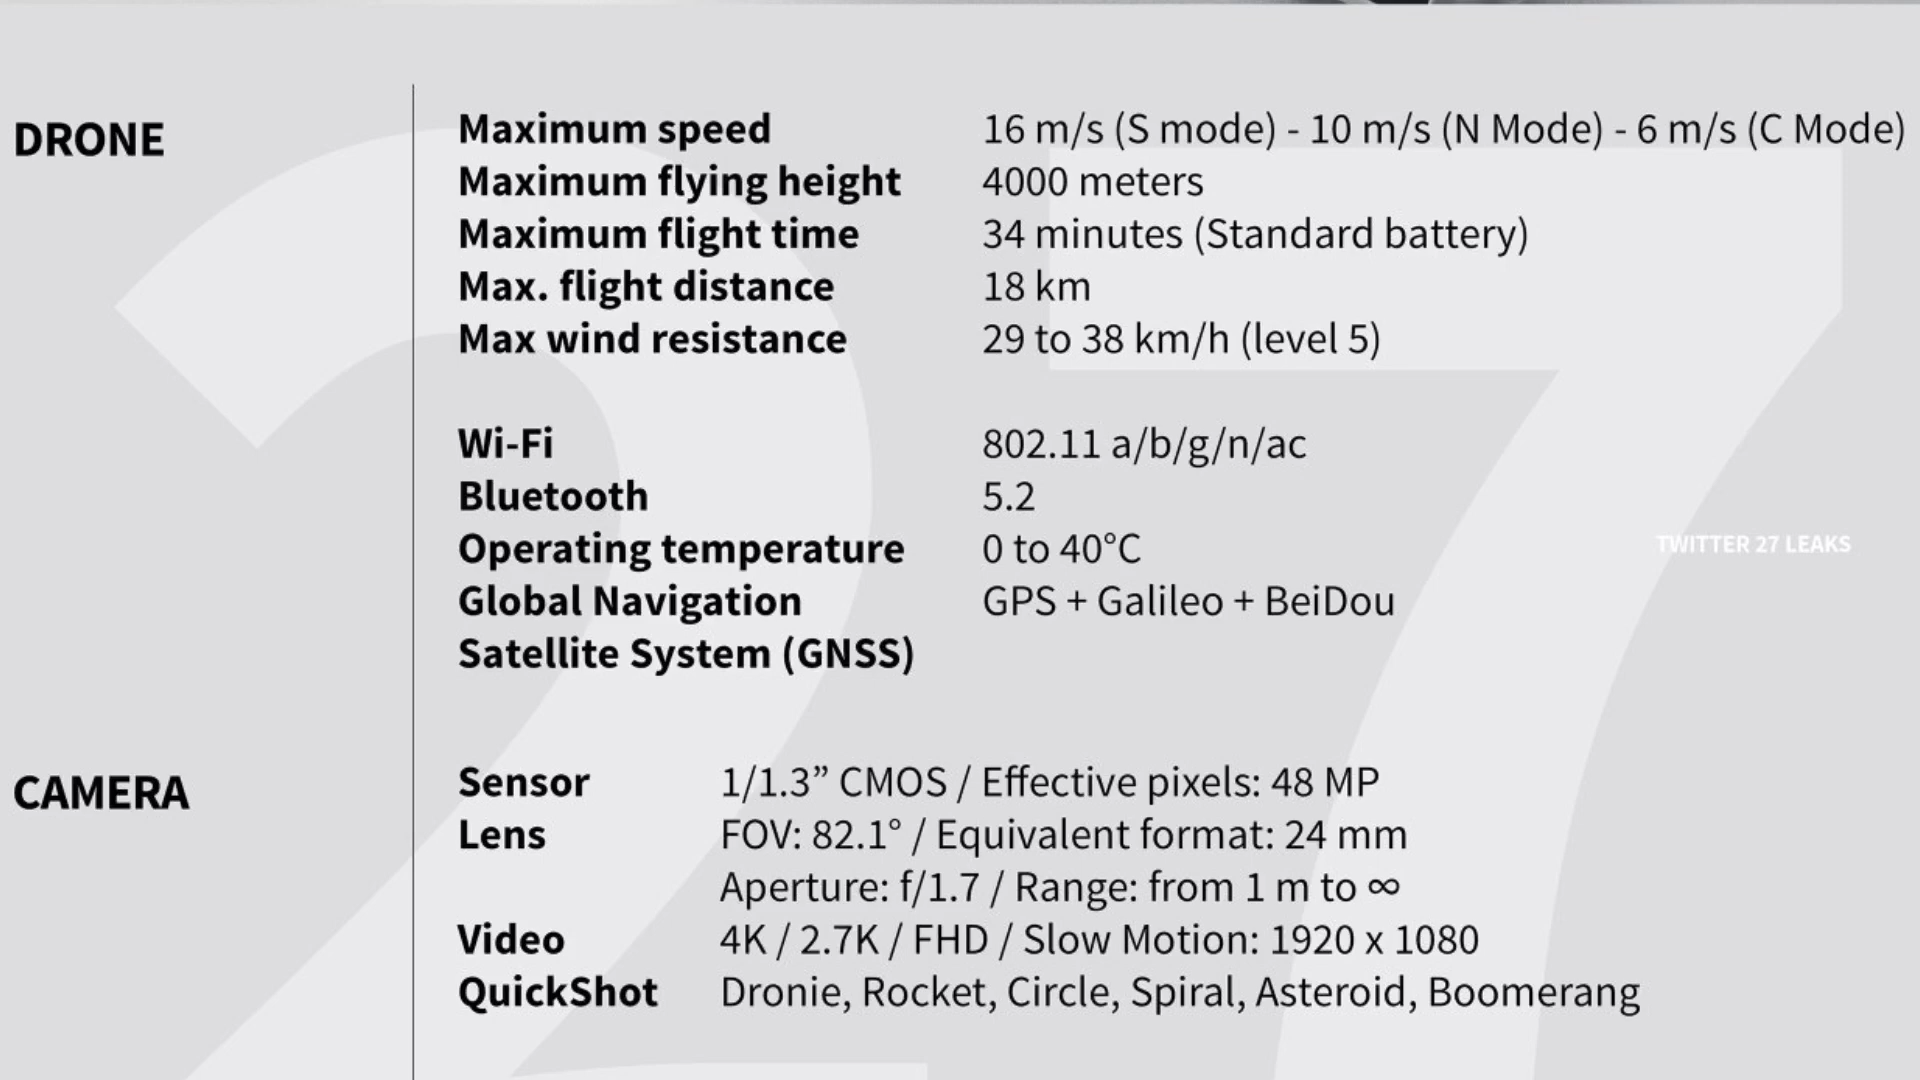 DRONE
Maximum speed 16 m/s (S mode) - 10 m/s (N Mode) - 6 m/s (C Mode)
Maximum flying height 4000 meters
Maximum flight time 34 minutes (Standard battery)
Max. flight distance 18 km
Max wind resistance 29 to 38 km/h (level 5)
Wi-Fi 802.11 a/b/g/n/ac
Bluetooth 5.2
Operating temperature 0 to 40°C
Global Navigation GPS + Galileo + BeiDou
Satellite System (GNSS)
TWITTER 27 LEAKS
CAMERA
Sensor 1/1.3” CMOS / Effective pixels: 48 MP
Lens FOV: 82.1° / Equivalent format: 24 mm
Aperture: f/1.7 / Range: from 1 m to ∞
Video 4K / 2.7K / FHD / Slow Motion: 1920 x 1080
QuickShot Dronie, Rocket, Circle, Spiral, Asteroid, Boomerang
27